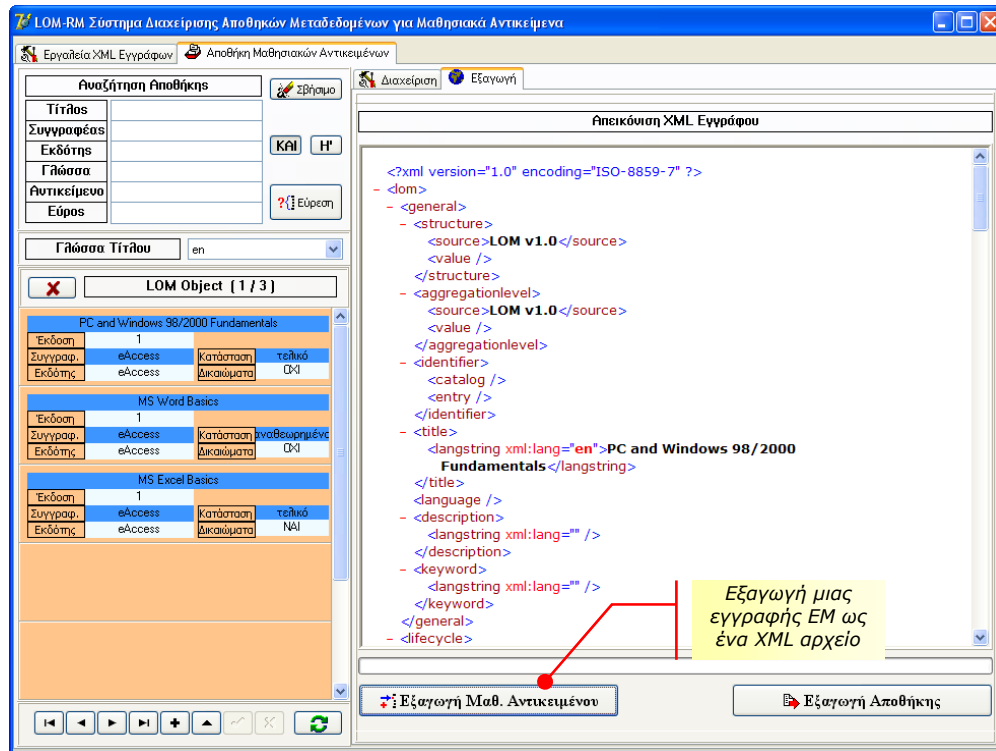 LOM-RM Σύστημα Διαχείρισης Αποθηκών Μεταδεδομένων για Μαθησιακά Αντικείμενα
Εργαλεία XML Εγγράφων
Αποθήκη Μαθησιακών Αντικειμένων
Αναζήτηση Αποθήκης
Σβήσιμο
Τίτλος
Συγγραφέας
Εκδότης
Γλώσσα
Αντικείμενο
Εύρος
ΚΑΙ
Η'
?{ Εύρεση
Γλώσσα Τίτλου
en
LOM Object ( 1 / 3 )
PC and Windows 98/2000 Fundamentals
Έκδοση 1
Συγγραφ. eAccess Κατάσταση τελικό
Εκδότης eAccess Δικαιώματα ΟΧΙ
MS Word Basics
Έκδοση 1
Συγγραφ. eAccess Κατάσταση ναθεωρημένο
Εκδότης eAccess Δικαιώματα ΟΧΙ
MS Excel Basics
Έκδοση 1
Συγγραφ. eAccess Κατάσταση τελικό
Εκδότης eAccess Δικαιώματα ΝΑΙ
Διαχείριση
Εξαγωγή
Απεικόνιση XML Εγγράφου
<?xml version="1.0" encoding="ISO-8859-7" ?>
- <lom>
- <general>
- <structure>
<source>LOM v1.0</source>
<value />
</structure>
- <aggregationlevel>
<source>LOM v1.0</source>
<value />
</aggregationlevel>
- <identifier>
<catalog />
<entry />
</identifier>
- <title>
<langstring xml:lang="en">PC and Windows 98/2000
Fundamentals</langstring>
</title>
<language />
- <description>
<langstring xml:lang="" />
</description>
- <keyword>
<langstring xml:lang="" />
</keyword>
</general>
- <lifecycle>
Εξαγωγή μιας
εγγραφής ΕΜ ως
ένα XML αρχείο
Εξαγωγή Μαθ. Αντικειμένου
Εξαγωγή Αποθήκης